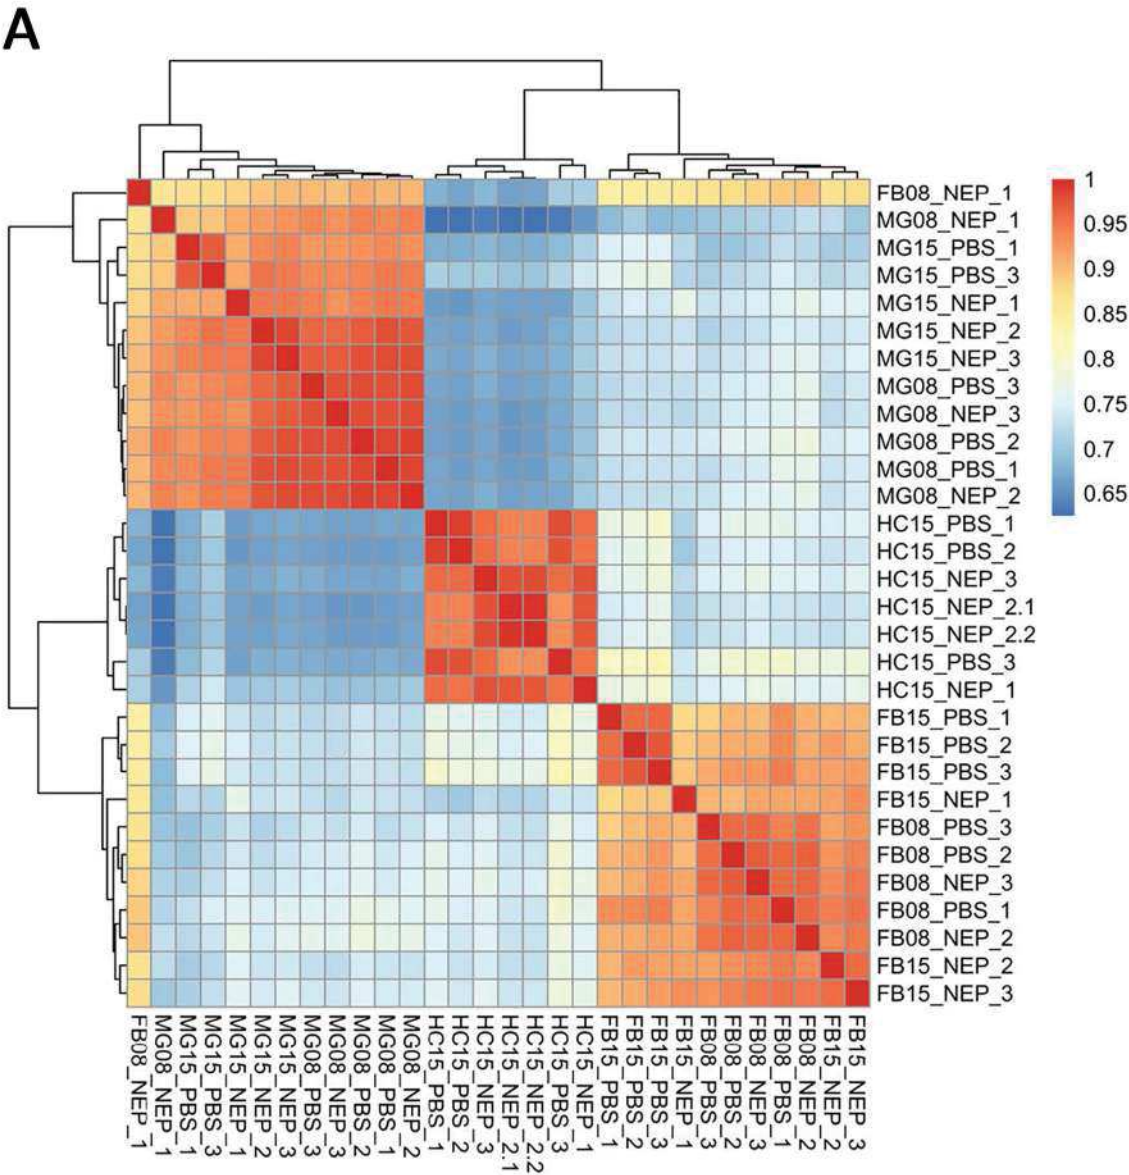 A
FB08_NEP_1
MG08_NEP_1
MG15_PBS_1
MG15_PBS_3
MG15_NEP_1
MG15_NEP_2
MG15_NEP_3
MG08_PBS_3
MG08_NEP_3
MG08_PBS_2
MG08_PBS_1
MG08_NEP_2
HC15_PBS_1
HC15_PBS_2
HC15_NEP_3
HC15_NEP_2.1
HC15_NEP_2.2
HC15_PBS_3
HC15_NEP_1
FB15_PBS_1
FB15_PBS_2
FB15_PBS_3
FB15_NEP_1
FB08_PBS_3
FB08_PBS_2
FB08_NEP_3
FB08_PBS_1
FB08_NEP_2
FB15_NEP_2
FB15_NEP_3
1
0.95
0.9
0.85
0.8
0.75
0.7
0.65
FB08_NEP_1
MG08_NEP_1
MG15_PBS_1
MG15_PBS_3
MG15_NEP_1
MG15_NEP_2
MG15_NEP_3
MG08_PBS_3
MG08_NEP_3
MG08_PBS_2
MG08_PBS_1
MG08_NEP_2
HC15_PBS_1
HC15_PBS_2
HC15_NEP_3
HC15_NEP_2.1
HC15_NEP_2.2
HC15_PBS_3
HC15_NEP_1
FB15_PBS_1
FB15_PBS_2
FB15_PBS_3
FB15_NEP_1
FB08_PBS_3
FB08_PBS_2
FB08_NEP_3
FB08_PBS_1
FB08_NEP_2
FB15_NEP_2
FB15_NEP_3